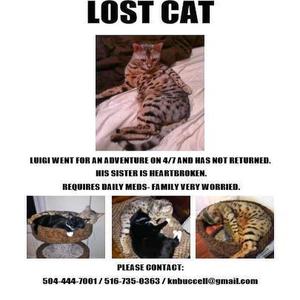 LOST CAT
LUIGI WENT FOR AN ADVENTURE ON 4/7 AND HAS NOT RETURNED.
HIS SISTER IS HEARTBROKEN.
REQUIRES DAILY MEDS- FAMILY VERY WORRIED.
PLEASE CONTACT:
504-444-7001 / 516-735-0363 / knbuccell@gmail.com